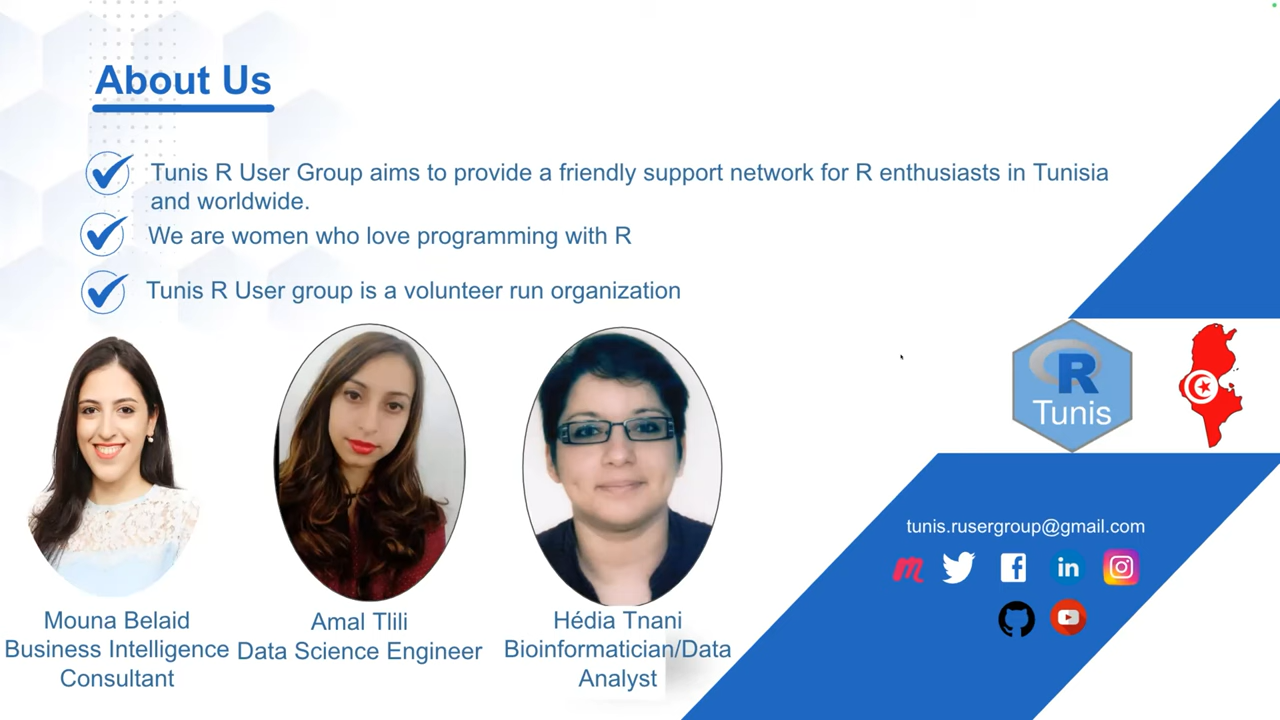 About Us
Tunis R User Group aims to provide a friendly support network for R enthusiasts in Tunisia
and worldwide.
We are women who love programming with R
Tunis R User group is a volunteer run organization
R
Tunis
tunis.rusergroup@gmail.com
m
in
Mouna Belaid
Business Intelligence
Consultant
Amal Tlili
Data Science Engineer
Hédia Tnani
Bioinformatician/Data
Analyst